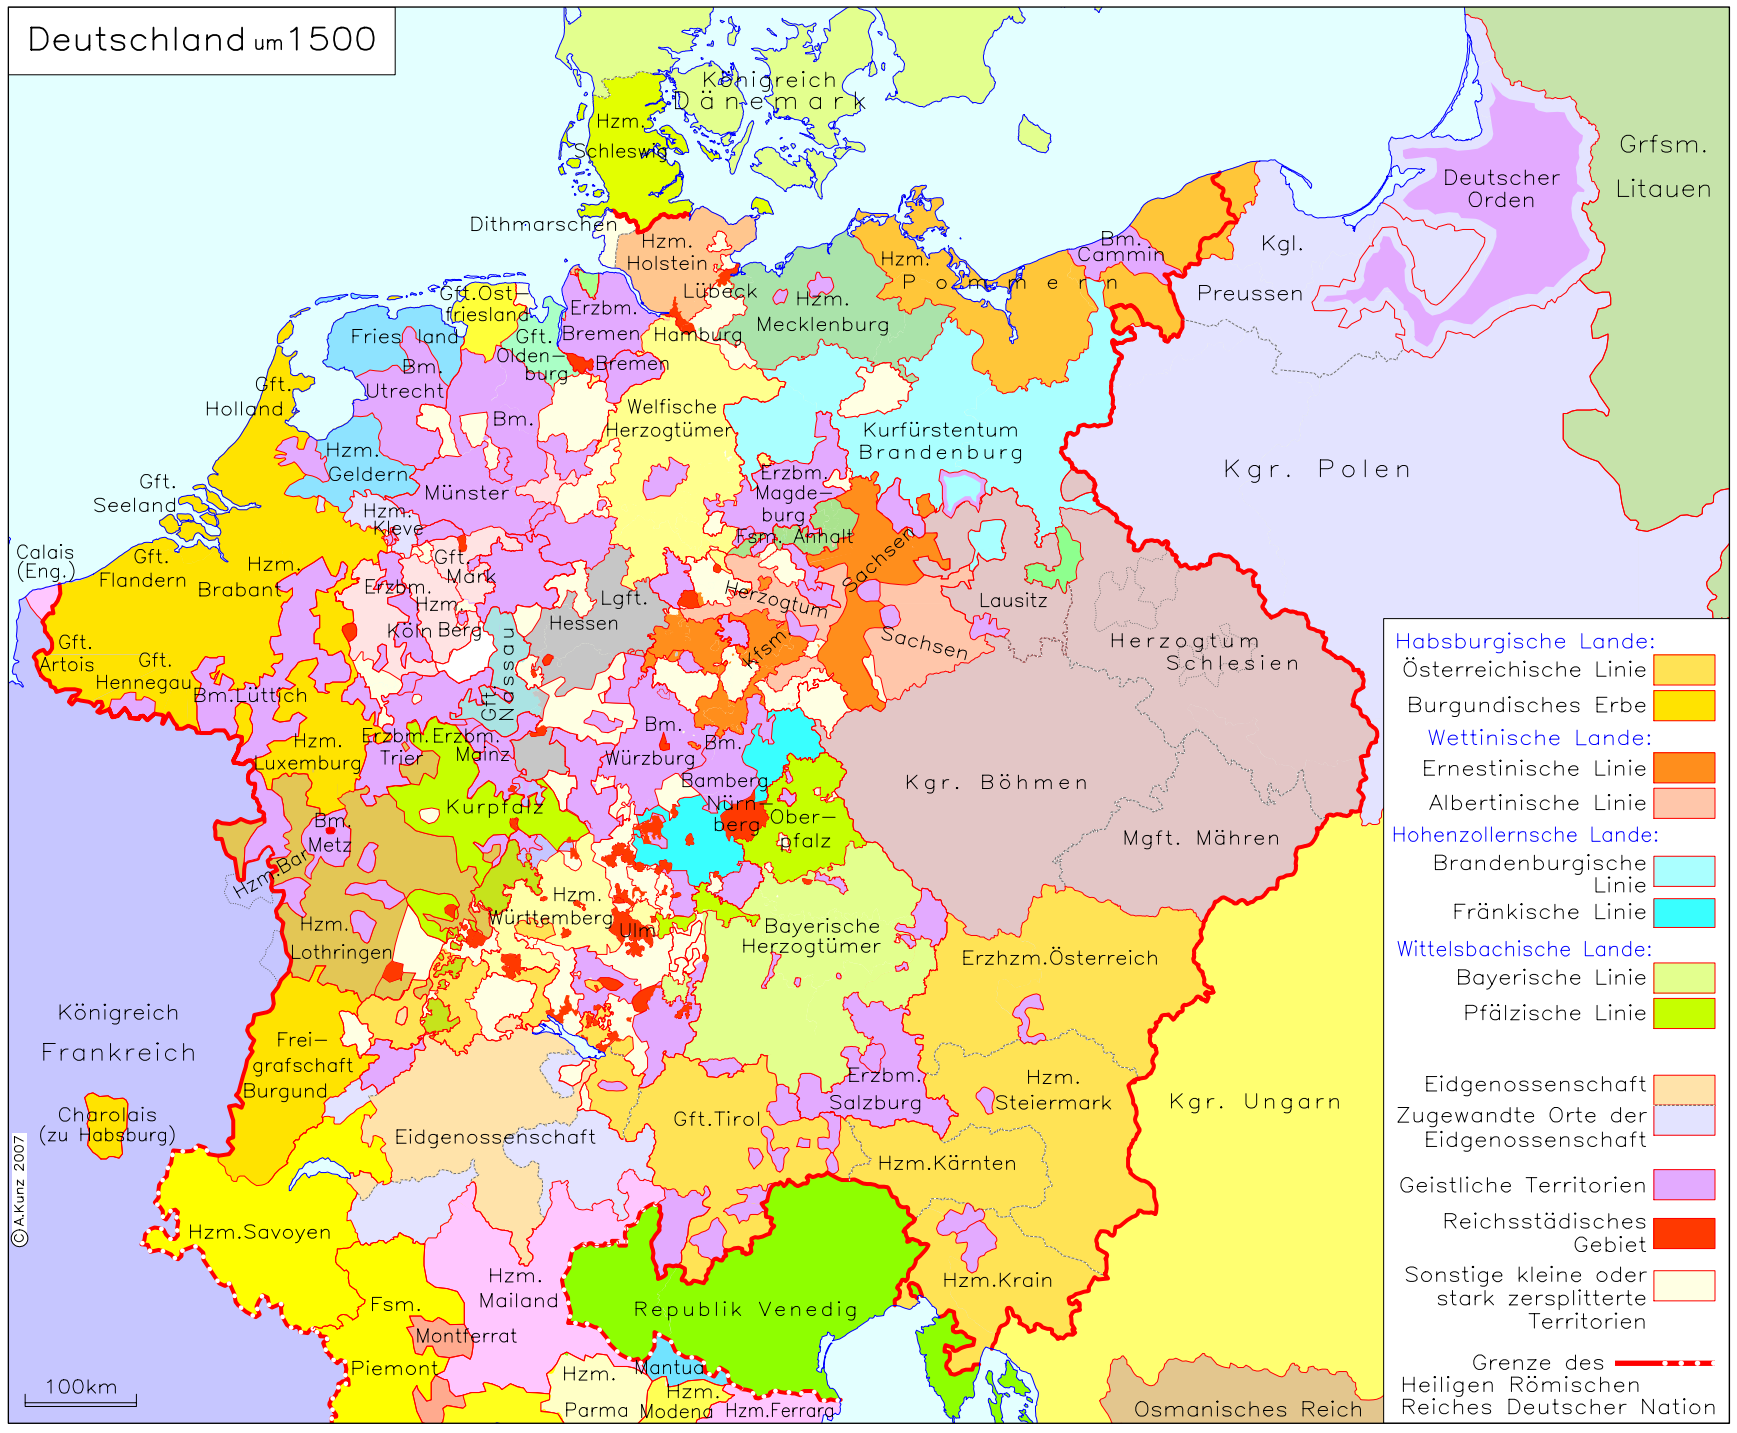 Deutschland um 1500
Königreich
Dänemark
Hzm.
Schleswig
Grfsm.
Litauen
Deutscher
Orden
Dithmarschen
Hzm.
Holstein
Kgl.
Preussen
Bm.
Cammin
Hzm.
Pommern
Lübeck
Hzm.
Mecklenburg
Gft.Ost-
friesland
Erzbm.
Bremen
Hamburg
Friesland
Gft.
Olden-
burg
Bremen
Bm.
Utrecht
Gft.
Holland
Bm.
Münster
Welfische
Herzogtümer
Kurfürstentum
Brandenburg
Kgr. Polen
Hzm.
Geldern
Gft.
Seeland
Erzbm.
Magde-
burg
Hzm.
Kleve
Fsm. Anhalt
Sachsen
Calais
(Eng.)
Gft.
Flandern
Hzm.
Brabant
Gft.
Mark
Erzbm.
Köln
Hzm.
Berg
Lgft.
Hessen
Herzogtum
Sachsen
Kfsm.
Lausitz
Herzogtum
Schlesien
Gft.
Artois
Gft.
Hennegau
Bm.Lüttich
Gft.
Nassau
Hzm.
Luxemburg
Erzbm.
Trier
Erzbm.
Mainz
Bm.
Würzburg
Bm.
Bamberg
Kurpfalz
Nürn-
berg
Ober-
pfalz
Kgr. Böhmen
Mgft. Mähren
Bm.
Metz
Hzm.Bar
Hzm.
Lothringen
Hzm.
Württemberg
Ulm
Bayerische
Herzogtümer
Erzhzm.Österreich
Königreich
Frankreich
Frei-
grafschaft
Burgund
Charolais
(zu Habsburg)
Eidgenossenschaft
Gft.Tirol
Erzbm.
Salzburg
Hzm.
Steiermark
Kgr. Ungarn
Hzm.Kärnten
Hzm.Savoyen
Hzm.
Mailand
Republik Venedig
Hzm.Krain
Fsm.
Piemont
Montferrat
Mantua
Hzm.
Parma
Hzm.
Modena
Hzm.Ferrara
Osmanisches Reich
100km
©A.Kunz 2007
Habsburgische Lande:
Österreichische Linie
Burgundisches Erbe
Wettinische Lande:
Ernestinische Linie
Albertinische Linie
Hohenzollernsche Lande:
Brandenburgische
Linie
Fränkische Linie
Wittelsbachische Lande:
Bayerische Linie
Pfälzische Linie
Eidgenossenschaft
Zugewandte Orte der
Eidgenossenschaft
Geistliche Territorien
Reichsstädisches
Gebiet
Sonstige kleine oder
stark zersplitterte
Territorien
Grenze des
Heiligen Römischen
Reiches Deutscher Nation